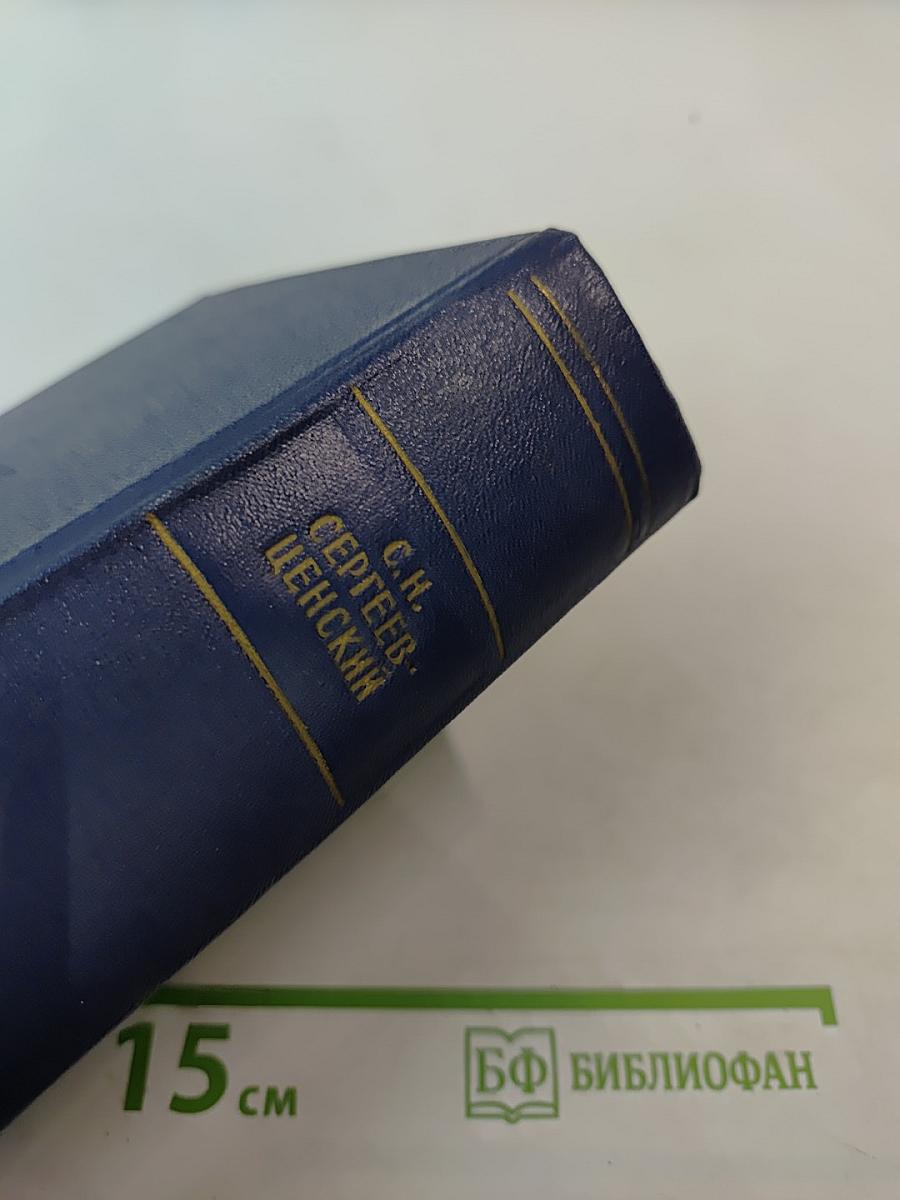 С.Н.
СЕРГЕЕВ-
ЦЕНСКИЙ
15 см
БФ БИБЛИОФАН